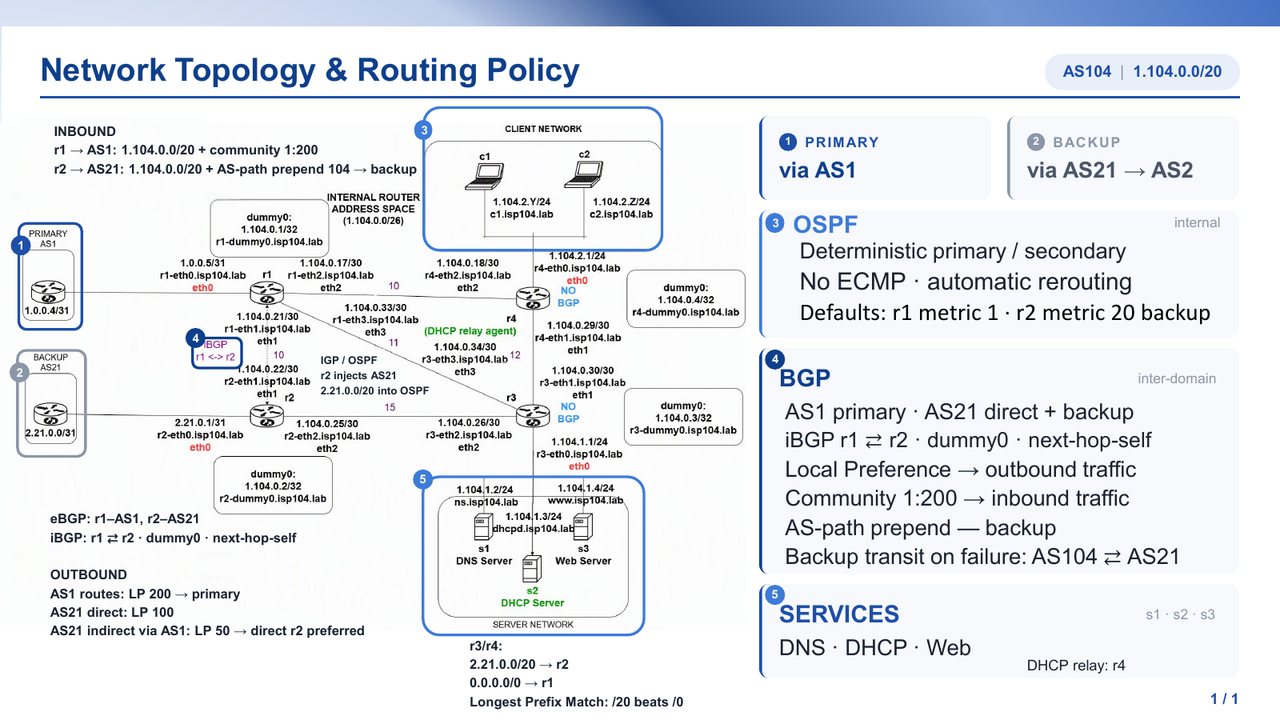 Network Topology & Routing Policy
AS104 | 1.104.0.0/20
INBOUND
r1 → AS1: 1.104.0.0/20 + community 1:200
r2 → AS21: 1.104.0.0/20 + AS-path prepend 104 → backup
3
CLIENT NETWORK
c1
c2
1.104.2.Y/24
c1.isp104.lab
1.104.2.Z/24
c2.isp104.lab
INTERNAL ROUTER
ADDRESS SPACE
(1.104.0.0/26)
dummy0:
1.104.0.1/32
r1-dummy0.isp104.lab
1
PRIMARY
AS1
1.0.0.4/31
1.0.0.5/31
r1-eth0.isp104.lab
eth0
r1
1.104.0.17/30
r1-eth2.isp104.lab
eth2
10
1.104.0.18/30
r4-eth2.isp104.lab
eth2
1.104.2.1/24
r4-eth0.isp104.lab
eth0
NO
BGP
r4
(DHCP relay agent)
dummy0:
1.104.0.4/32
r4-dummy0.isp104.lab
1.104.0.21/30
r1-eth1.isp104.lab
eth1
1.104.0.33/30
r1-eth3.isp104.lab
eth3
11
1.104.0.29/30
r4-eth1.isp104.lab
eth1
4
iBGP
r1 <-> r2
10
1.104.0.34/30
r3-eth3.isp104.lab
eth3
12
2
BACKUP
AS21
2.21.0.0/31
1.104.0.22/30
r2-eth1.isp104.lab
eth1
r2
IGP / OSPF
r2 injects AS21
2.21.0.0/20 into OSPF
1.104.0.30/30
r3-eth1.isp104.lab
eth1
r3
NO
BGP
dummy0:
1.104.0.3/32
r3-dummy0.isp104.lab
2.21.0.1/31
r2-eth0.isp104.lab
eth0
1.104.0.25/30
r2-eth2.isp104.lab
eth2
15
1.104.0.26/30
r3-eth2.isp104.lab
eth2
1.104.1.1/24
r3-eth0.isp104.lab
eth0
dummy0:
1.104.0.2/32
r2-dummy0.isp104.lab
5
1.104.1.2/24
ns.isp104.lab
1.104.1.4/24
www.isp104.lab
1.104.1.3/24
dhcpd.isp104.lab
s1
DNS Server
s3
Web Server
s2
DHCP Server
SERVER NETWORK
eBGP: r1–AS1, r2–AS21
iBGP: r1 ⇄ r2 · dummy0 · next-hop-self
OUTBOUND
AS1 routes: LP 200 → primary
AS21 direct: LP 100
AS21 indirect via AS1: LP 50 → direct r2 preferred
r3/r4:
2.21.0.0/20 → r2
0.0.0.0/0 → r1
Longest Prefix Match: /20 beats /0
1 PRIMARY
via AS1
2 BACKUP
via AS21 → AS2
3 OSPF
internal
Deterministic primary / secondary
No ECMP · automatic rerouting
Defaults: r1 metric 1 · r2 metric 20 backup
4
BGP
inter-domain
AS1 primary · AS21 direct + backup
iBGP r1 ⇄ r2 · dummy0 · next-hop-self
Local Preference → outbound traffic
Community 1:200 → inbound traffic
AS-path prepend — backup
Backup transit on failure: AS104 ⇄ AS21
5
SERVICES
s1 · s2 · s3
DNS · DHCP · Web
DHCP relay: r4
1 / 1